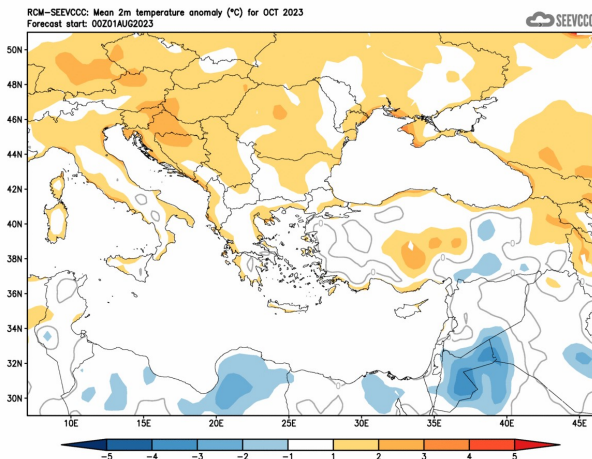 RCM-SEEVCCC: Mean 2m temperature anomaly (°C) for OCT 2023
Forecast start: 00Z01AUG2023
SEEVCCC
50N
48N
46N
44N
42N
40N
38N
36N
34N
32N
30N
10E 15E 20E 25E 30E 35E 40E 45E
-5 -4 -3 -2 -1 1 2 3 4 5